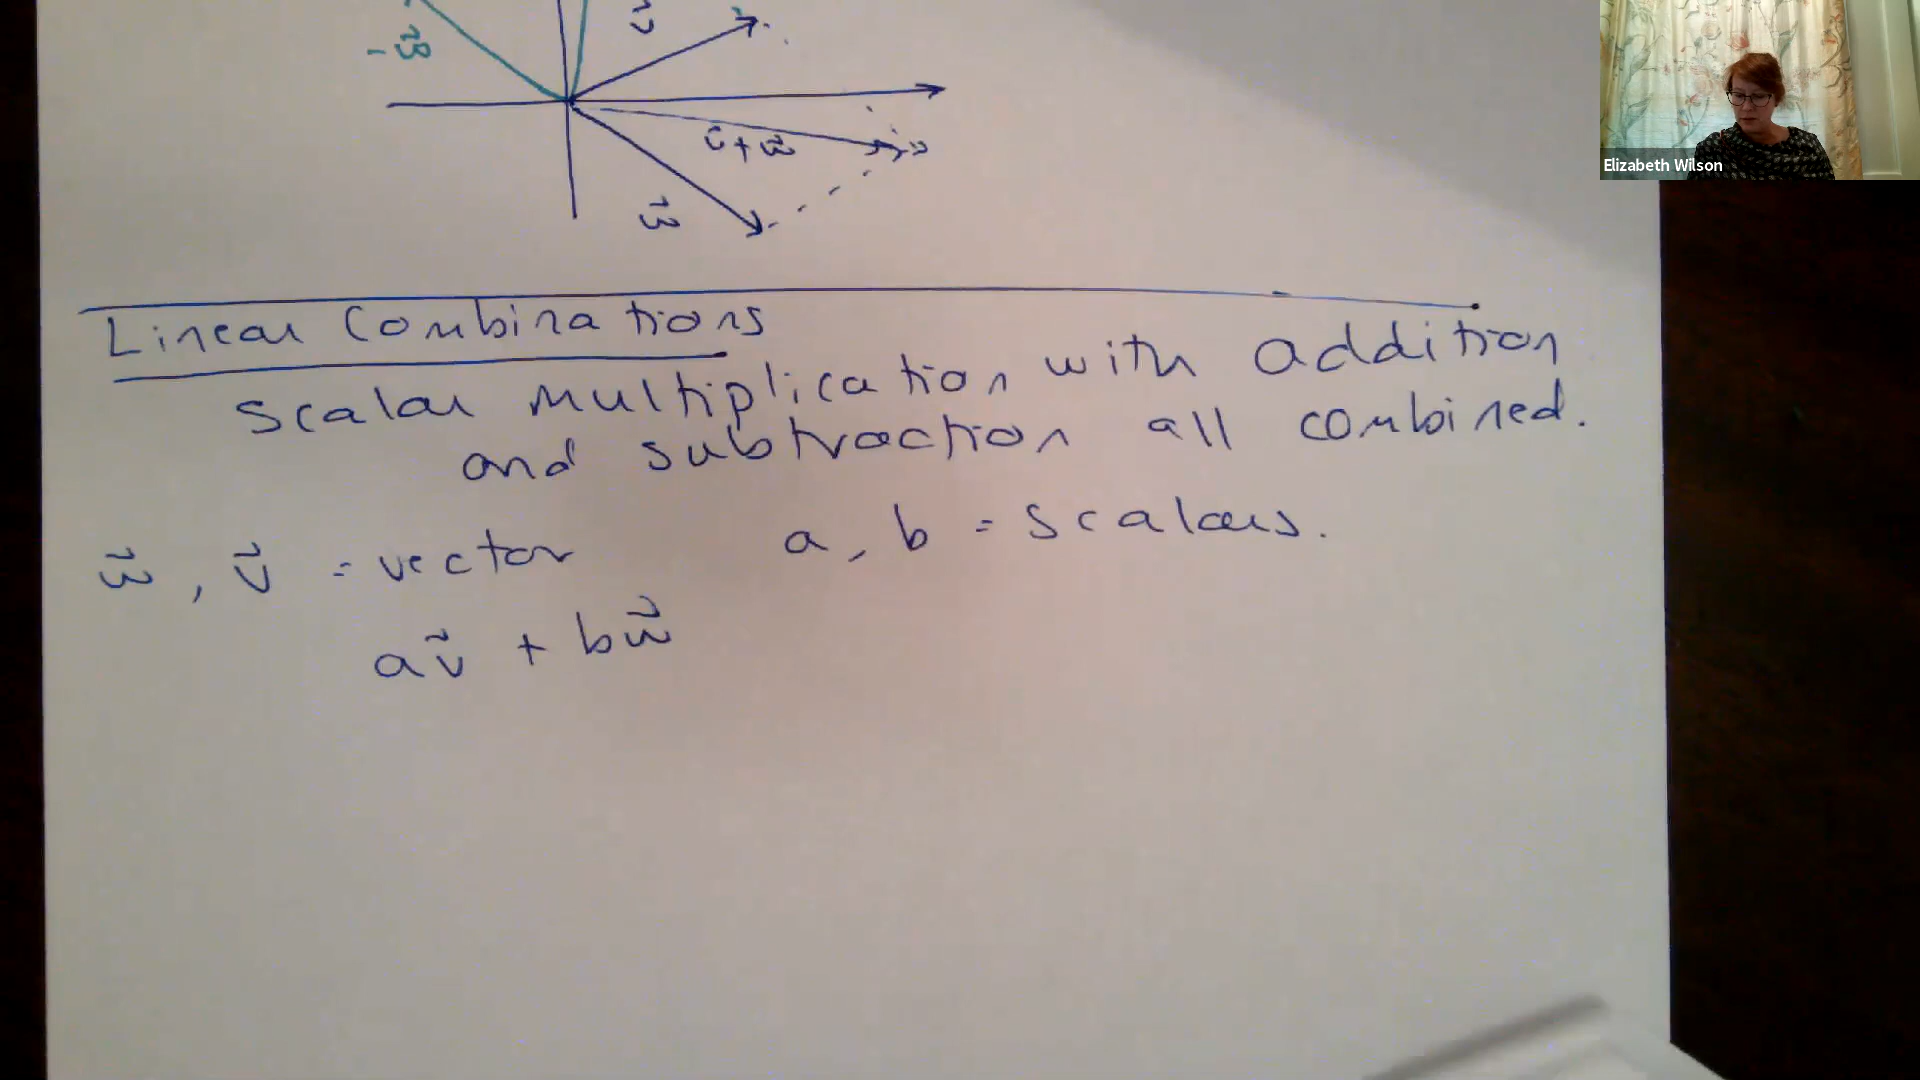 - w⃗
v⃗
v⃗ + w⃗
w⃗
Elizabeth Wilson
Linear Combinations
scalar multiplication with addition
and subtraction all combined.
w⃗, v⃗ = vector a, b = scalars.
av⃗ + bw⃗